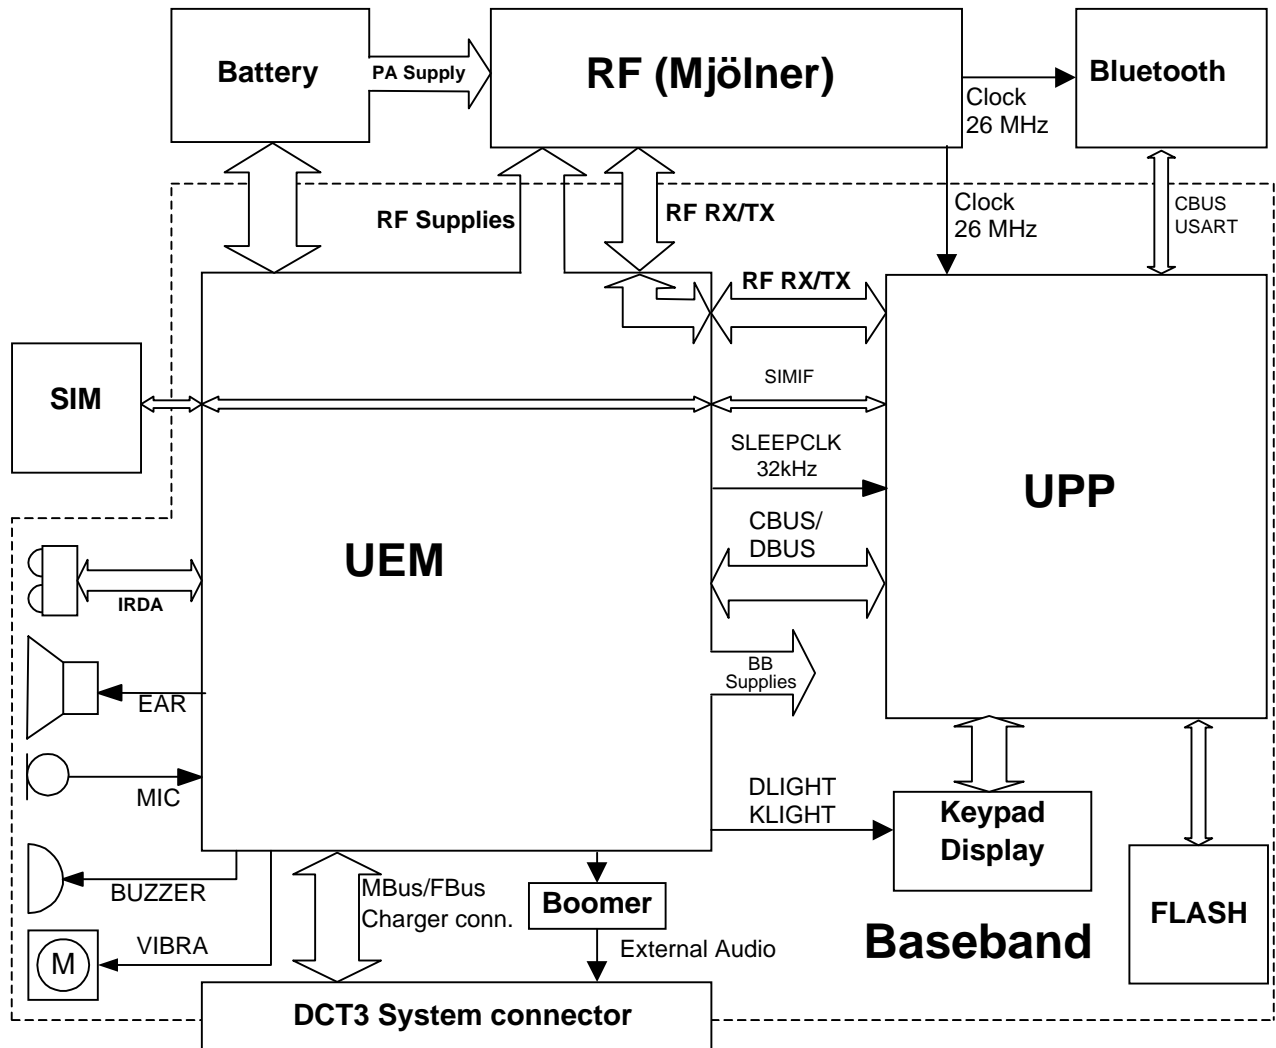 Battery
PA Supply
RF (Mjölner)
Bluetooth
Clock
26 MHz
RF Supplies
RF RX/TX
Clock
26 MHz
CBUS
USART
RF RX/TX
SIM
SIMIF
SLEEPCLK
32kHz
UPP
CBUS/
DBUS
UEM
IRDA
BB
Supplies
EAR
MIC
DLIGHT
KLIGHT
Keypad
Display
BUZZER
MBus/FBus
Charger conn.
Boomer
FLASH
Baseband
VIBRA
M
External Audio
DCT3 System connector